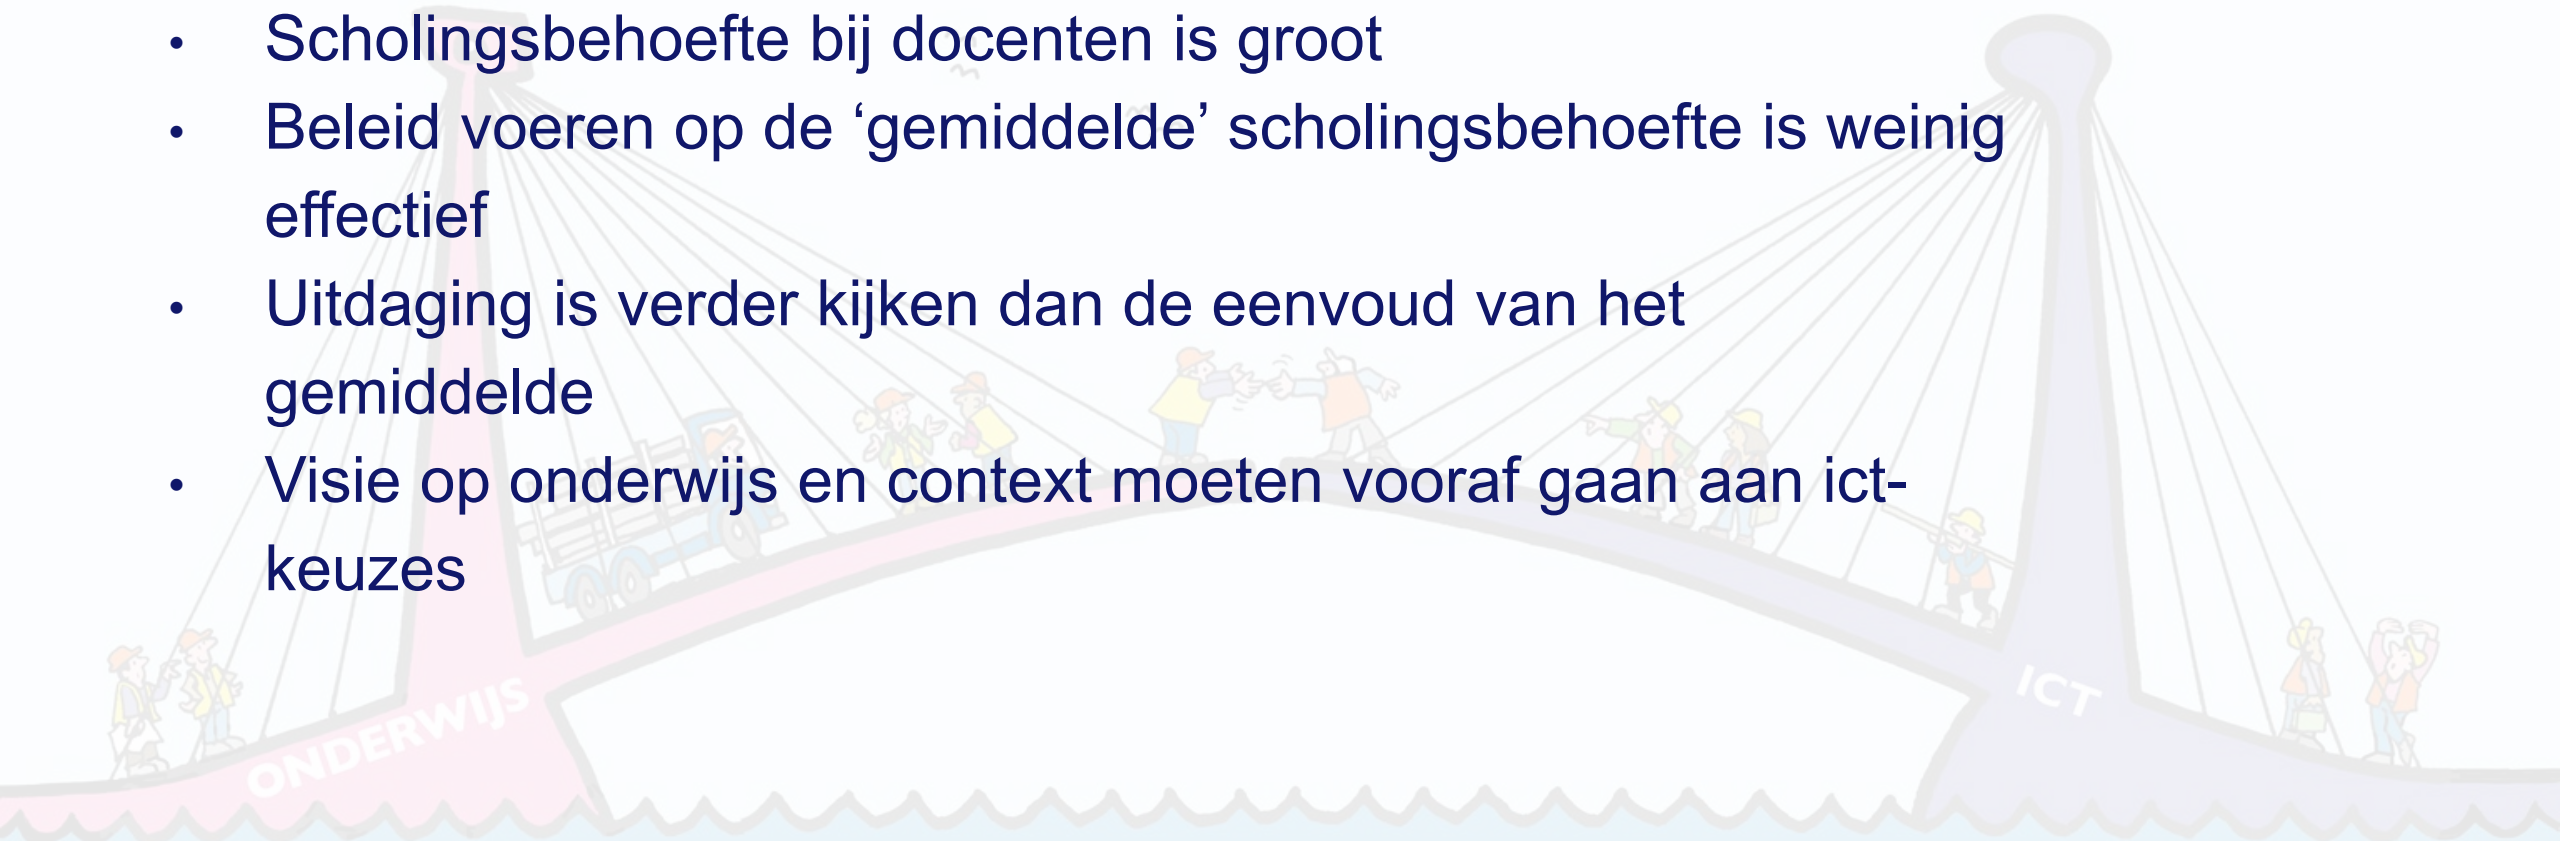 • Scholingsbehoefte bij docenten is groot
• Beleid voeren op de ‘gemiddelde’ scholingsbehoefte is weinig
effectief
• Uitdaging is verder kijken dan de eenvoud van het
gemiddelde
• Visie op onderwijs en context moeten vooraf gaan aan ict-
keuzes
ONDERWIJS
ICT